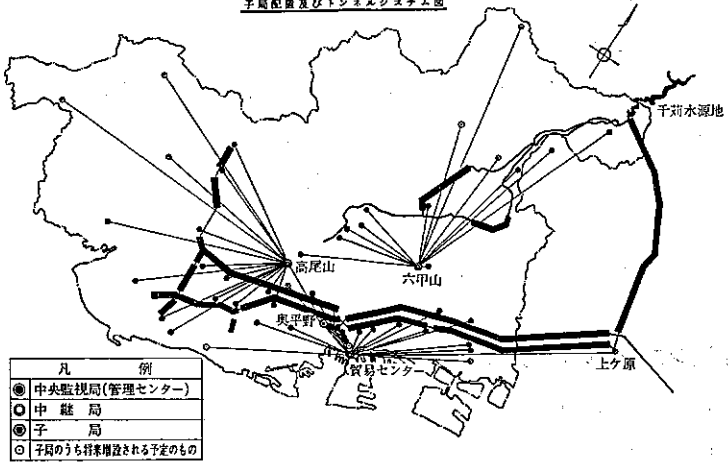 子局配置及びトンネルシステム図
千苅水源地
高尾山
六甲山
奥平野
貿易センター
上ケ原
凡例
中央監視局(管理センター)
中継局
子局
子局のうち将来増設される予定のもの